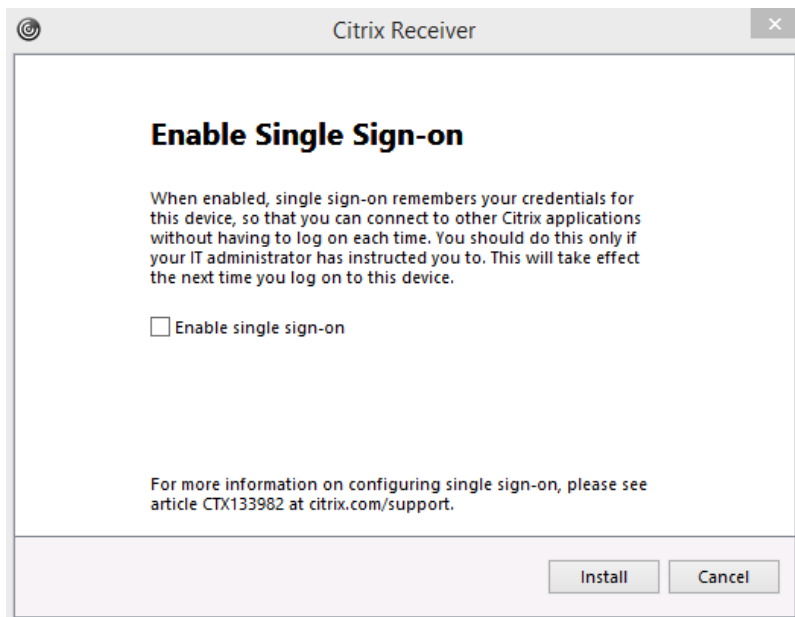 Citrix Receiver
Enable Single Sign-on
When enabled, single sign-on remembers your credentials for
this device, so that you can connect to other Citrix applications
without having to log on each time. You should do this only if
your IT administrator has instructed you to. This will take effect
the next time you log on to this device.
Enable single sign-on
For more information on configuring single sign-on, please see
article CTX133982 at citrix.com/support.
Install Cancel